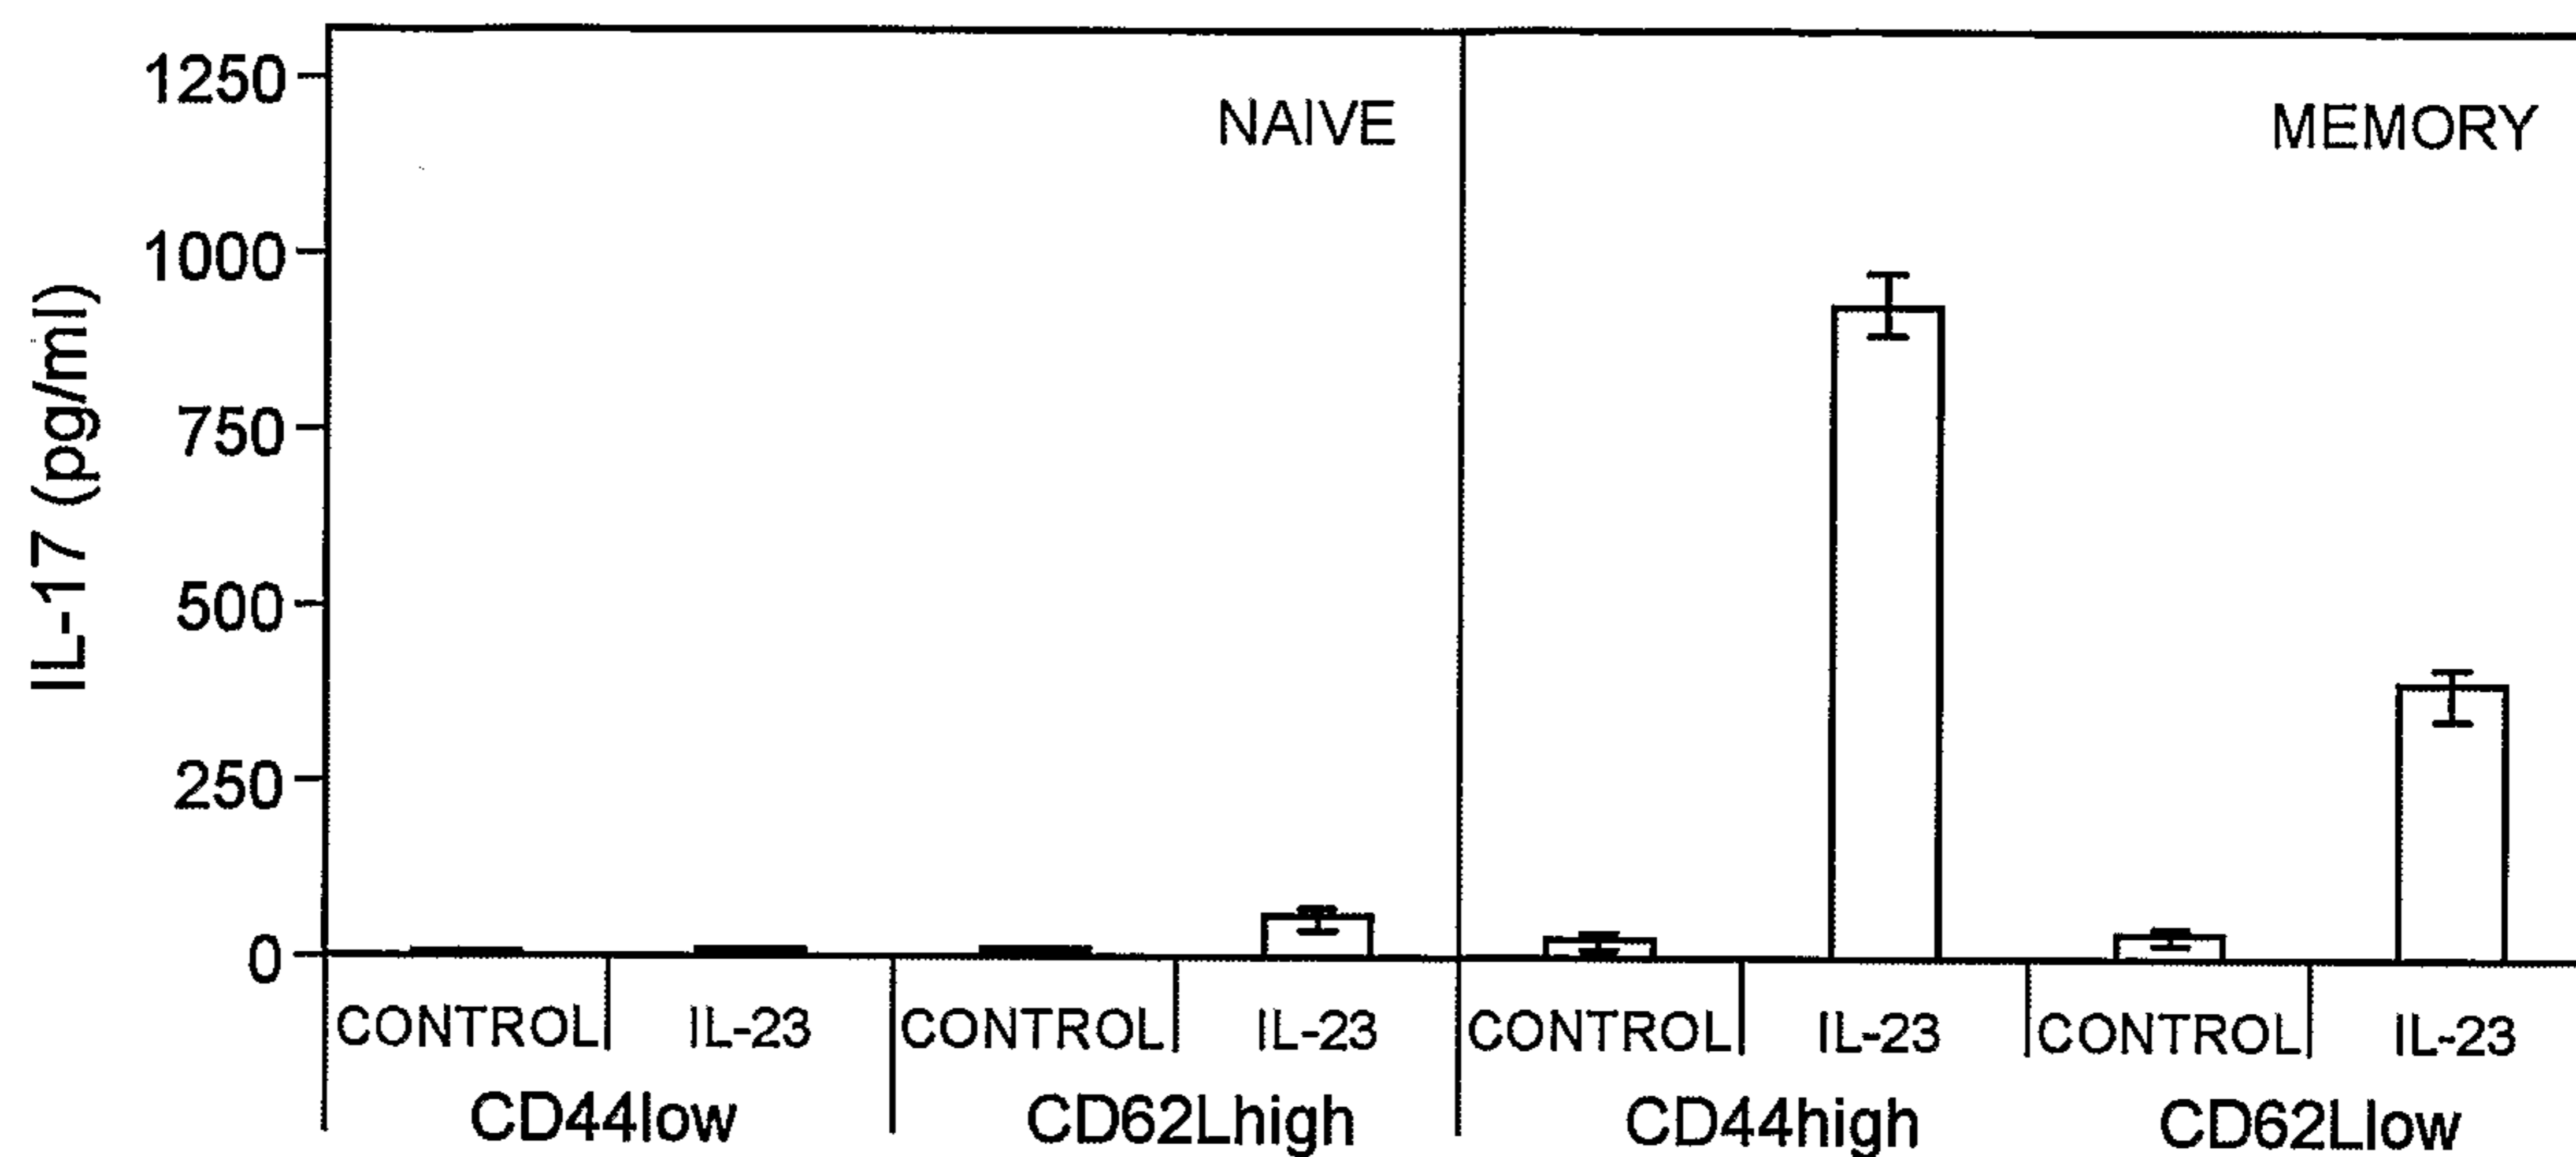 IL-17 (pg/ml)
1250
1000
750
500
250
0
NAIVE
MEMORY
CONTROL IL-23 CONTROL IL-23 CONTROL IL-23 CONTROL IL-23
CD44low CD62Lhigh CD44high CD62Llow